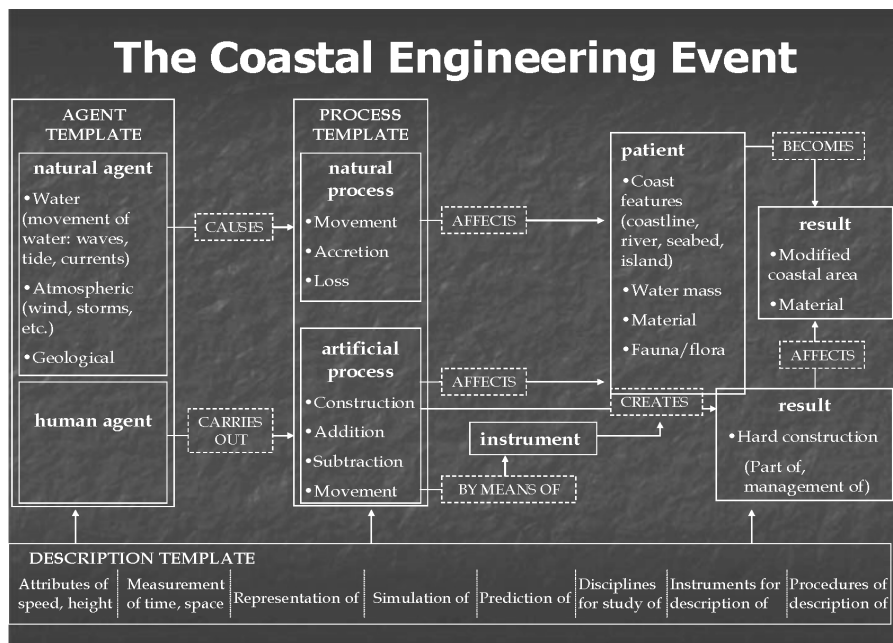 The Coastal Engineering Event
AGENT
TEMPLATE
natural agent
•Water
(movement of
water: waves,
tide, currents)
•Atmospheric
(wind, storms,
etc.)
•Geological
human agent
CAUSES
CARRIES
OUT
PROCESS
TEMPLATE
natural
process
•Movement
•Accretion
•Loss
artificial
process
•Construction
•Addition
•Subtraction
•Movement
AFFECTS
AFFECTS
instrument
BY MEANS OF
patient
•Coast
features
(coastline,
river, seabed,
island)
•Water mass
•Material
•Fauna/flora
CREATES
BECOMES
result
•Modified
coastal area
•Material
AFFECTS
result
•Hard construction
(Part of,
management of)
DESCRIPTION TEMPLATE
Attributes of
speed, height
Measurement
of time, space
Representation of
Simulation of
Prediction of
Disciplines
for study of
Instruments for
description of
Procedures of
description of